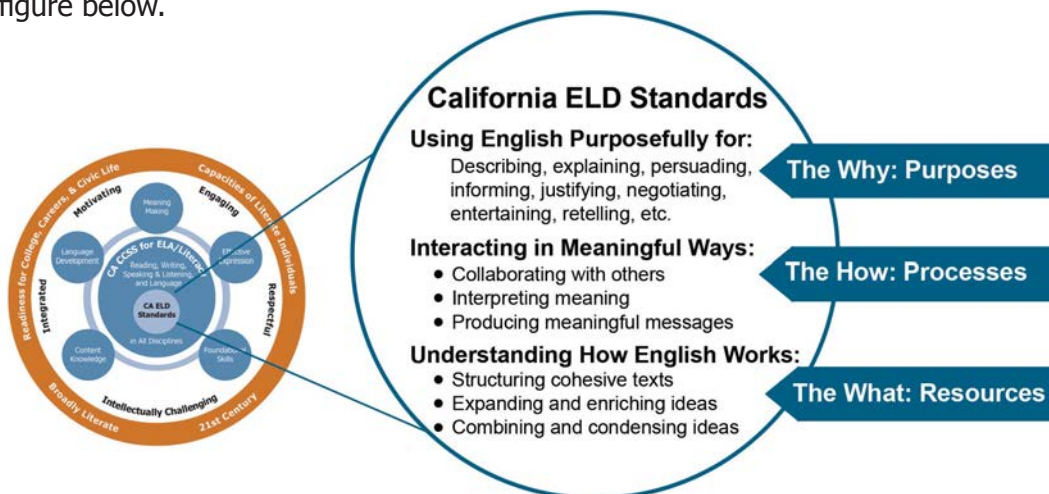 figure below.
Readiness for College, Careers, & Civic Life
Capacities of Literate Individuals
Broadly Literate
21st Century
Motivating
Engaging
Integrated
Respectful
Intellectually Challenging
Meaning
Making
Language
Development
Effective
Expression
Content
Knowledge
Foundational
Skills
CA CCSS for ELA/Literacy
Reading, Writing,
Speaking & Listening,
and Language
CA ELD
Standards
in All Disciplines
California ELD Standards
Using English Purposefully for:
Describing, explaining, persuading,
informing, justifying, negotiating,
entertaining, retelling, etc.
The Why: Purposes
Interacting in Meaningful Ways:
• Collaborating with others
• Interpreting meaning
• Producing meaningful messages
The How: Processes
Understanding How English Works:
• Structuring cohesive texts
• Expanding and enriching ideas
• Combining and condensing ideas
The What: Resources